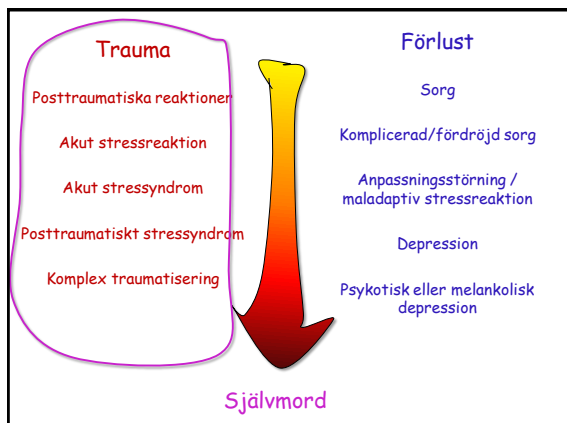 Trauma
Posttraumatiska reaktioner
Akut stressreaktion
Akut stressyndrom
Posttraumatiskt stressyndrom
Komplex traumatisering
Förlust
Sorg
Komplicerad/fördröjd sorg
Anpassningsstörning /
maladaptiv stressreaktion
Depression
Psykotisk eller melankolisk
depression
Självmord